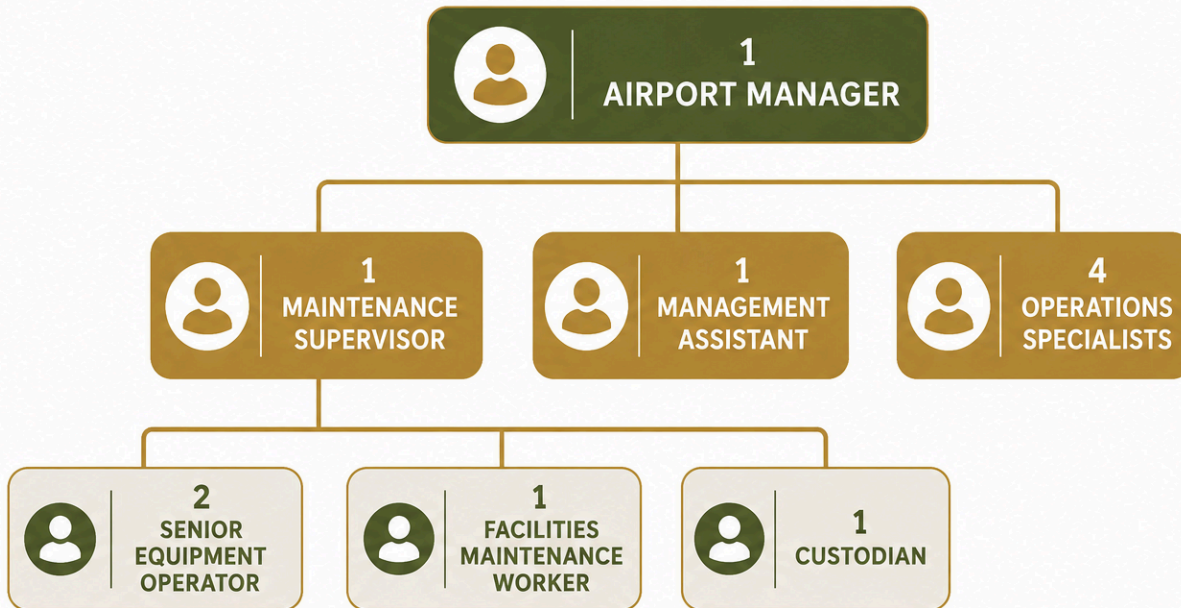 1
AIRPORT MANAGER
1
MAINTENANCE
SUPERVISOR
1
MANAGEMENT
ASSISTANT
4
OPERATIONS
SPECIALISTS
2
SENIOR
EQUIPMENT
OPERATOR
1
FACILITIES
MAINTENANCE
WORKER
1
CUSTODIAN